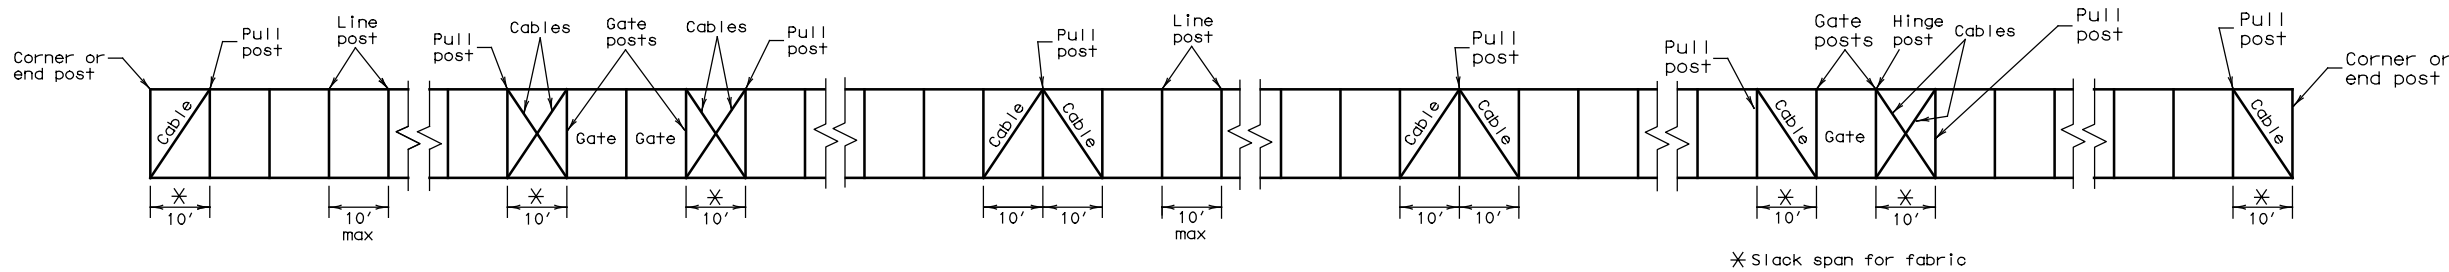 Corner or
end post
Pull
post
Line
post
Pull
post
Cables
Gate
posts
Cables
Pull
post
Pull
post
Line
post
Pull
post
Pull
post
Gate
posts
Hinge
post
Cables
Pull
post
Pull
post
Corner or
end post
Cable
Gate
Gate
Cable
Cable
Cable
Cable
Cable
Gate
Cable
*
10'
10'
max
*
10'
*
10'
10'
10'
10'
max
10'
10'
*
10'
*
10'
*
10'
* Slack span for fabric